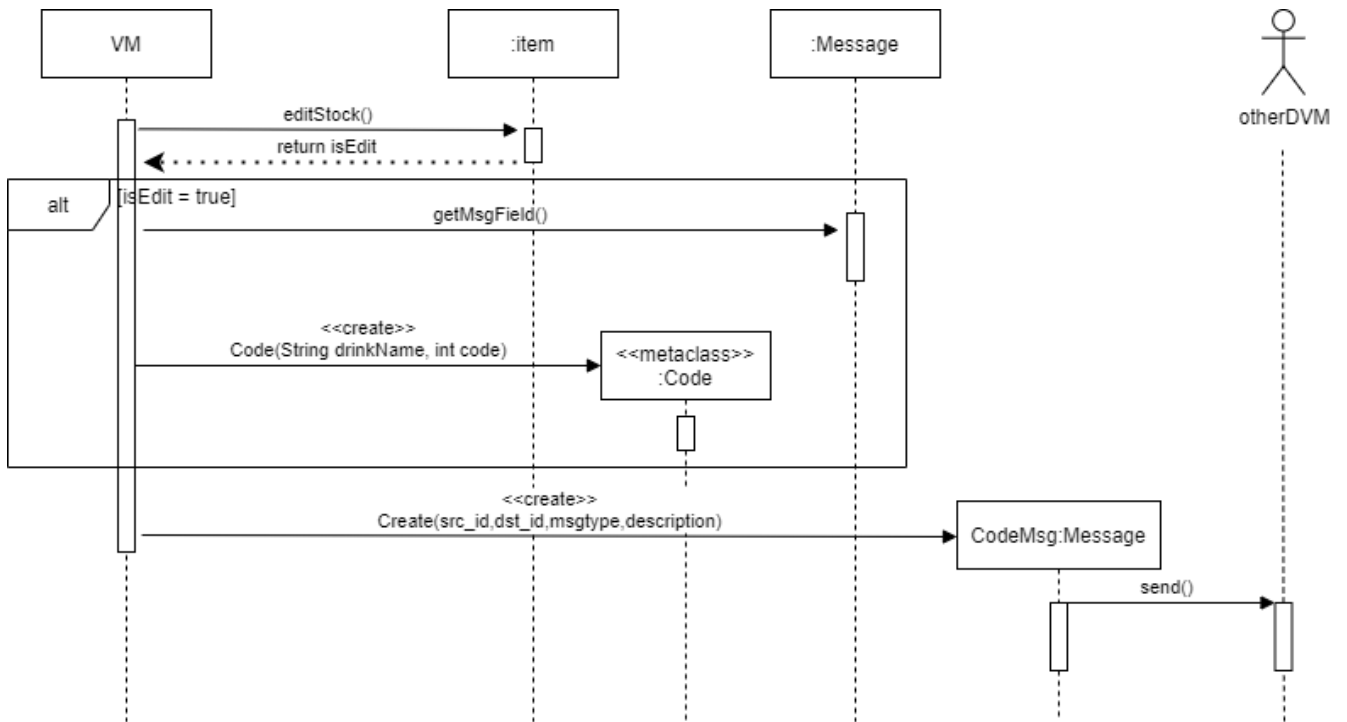 VM
:item
:Message
otherDVM
editStock()
return isEdit
alt
[isEdit = true]
getMsgField()
<<create>>
Code(String drinkName, int code)
<<metaclass>>
:Code
<<create>>
Create(src_id,dst_id,msgtype,description)
CodeMsg:Message
send()